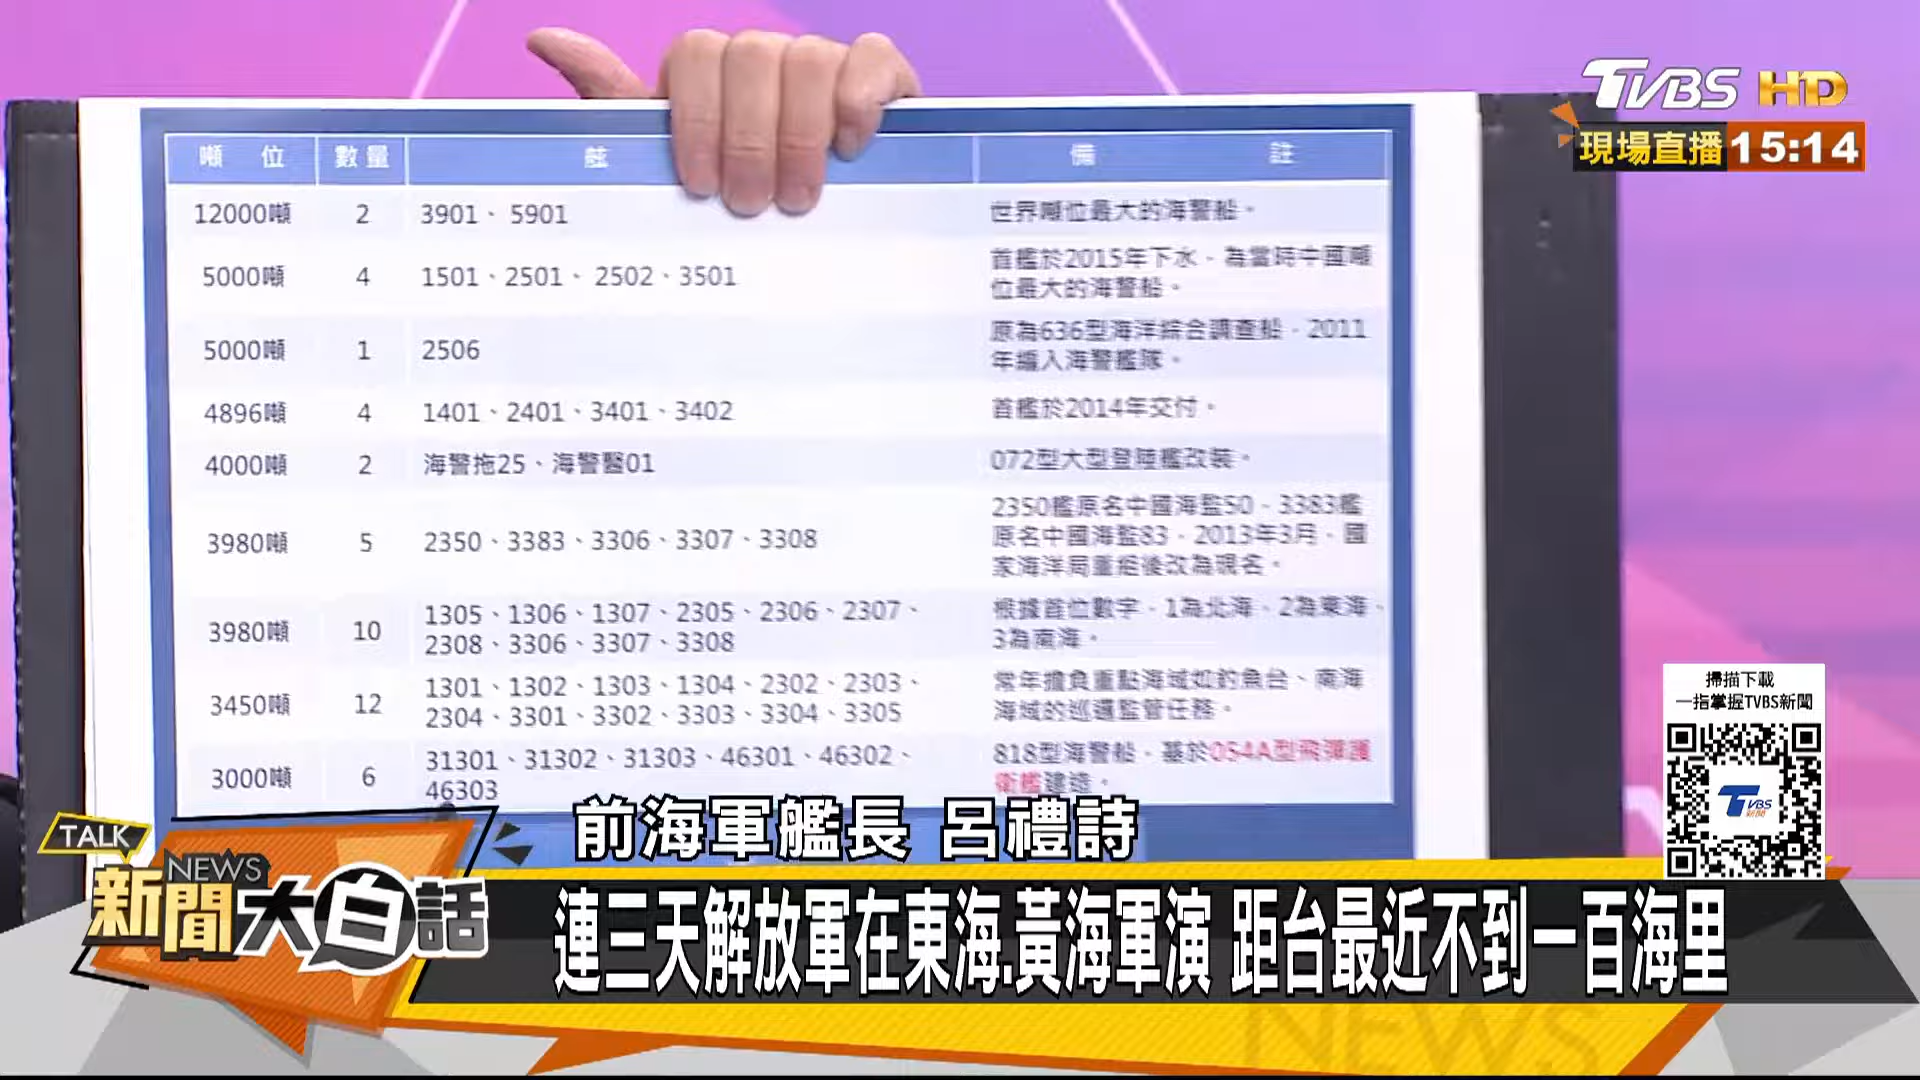 TVBS HD
現場直播 15:14
噸 位 數量 舷 備 註
12000噸 2 3901、5901 世界噸位最大的海警船。
5000噸 4 1501、2501、2502、3501 首艦於2015年下水，為當時中國噸
位最大的海警船。
5000噸 1 2506 原為636型海洋綜合調查船，2011
年編入海警艦隊。
4896噸 4 1401、2401、3401、3402 首艦於2014年交付。
4000噸 2 海警拖25、海警醫01 072型大型登陸艦改裝。
3980噸 5 2350、3383、3306、3307、3308 2350艦原名中國海監50，3383艦
原名中國海監83，2013年3月，國
家海洋局重組後改為現名。
3980噸 10 1305、1306、1307、2305、2306、2307、 根據首位數字，1為北海，2為東海，
2308、3306、3307、3308 3為南海。
3450噸 12 1301、1302、1303、1304、2302、2303、 常年擔負重點海域如釣魚台、南海
2304、3301、3302、3303、3304、3305 海域的巡邏監管任務。
3000噸 6 31301、31302、31303、46301、46302、 818型海警船，基於054A型飛彈護
46303 衛艦建造。
掃描下載
一指掌握TVBS新聞
TVBS
新聞
前海軍艦長 呂禮詩
TALK
NEWS
新聞大白話
連三天解放軍在東海.黃海軍演 距台最近不到一百海里
NEWS